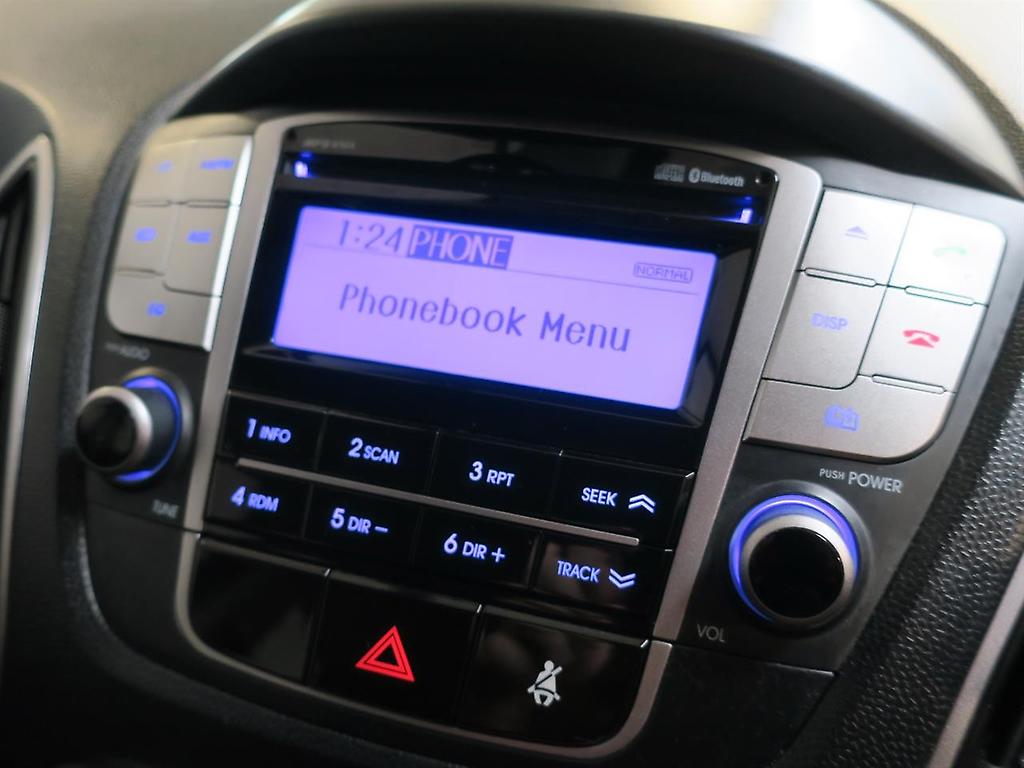 Bluetooth
1:24 PHONE
NORMAL
Phonebook Menu
DISP
AUDIO
TUNE
1 INFO
2 SCAN
3 RPT
SEEK
4 RDM
5 DIR -
6 DIR +
TRACK
PUSH POWER
VOL